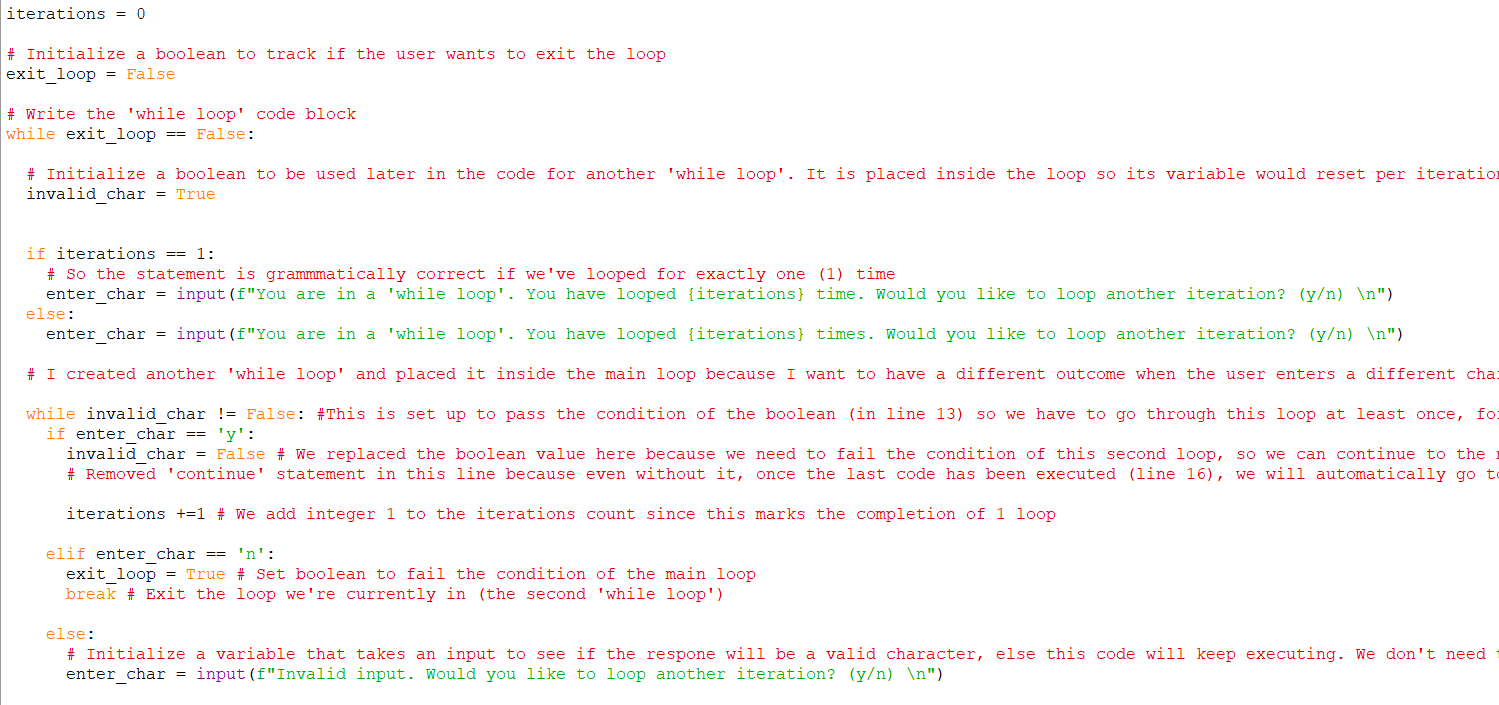 iterations = 0
# Initialize a boolean to track if the user wants to exit the loop
exit_loop = False
# Write the 'while loop' code block
while exit_loop == False:
# Initialize a boolean to be used later in the code for another 'while loop'. It is placed inside the loop so its variable would reset per
invalid_char = True
if iterations == 1:
# So the statement is grammmatically correct if we've looped for exactly one (1) time
enter_char = input(f"You are in a 'while loop'. You have looped {iterations} time. Would you like to loop another iteration? (y/n) \n")
else:
enter_char = input(f"You are in a 'while loop'. You have looped {iterations} times. Would you like to loop another iteration? (y/n) \n")
# I created another 'while loop' and placed it inside the main loop because I want to have a different outcome when the user enters a different
while invalid_char != False: #This is set up to pass the condition of the boolean (in line 13) so we have to go through this loop at least once,
if enter_char == 'y':
invalid_char = False # We replaced the boolean value here because we need to fail the condition of this second loop, so we can continue to the
# Removed 'continue' statement in this line because even without it, once the last code has been executed (line 16), we will automatically go
iterations +=1 # We add integer 1 to the iterations count since this marks the completion of 1 loop
elif enter_char == 'n':
exit_loop = True # Set boolean to fail the condition of the main loop
break # Exit the loop we're currently in (the second 'while loop')
else:
# Initialize a variable that takes an input to see if the respone will be a valid character, else this code will keep executing. We don't need
enter_char = input(f"Invalid input. Would you like to loop another iteration? (y/n) \n")